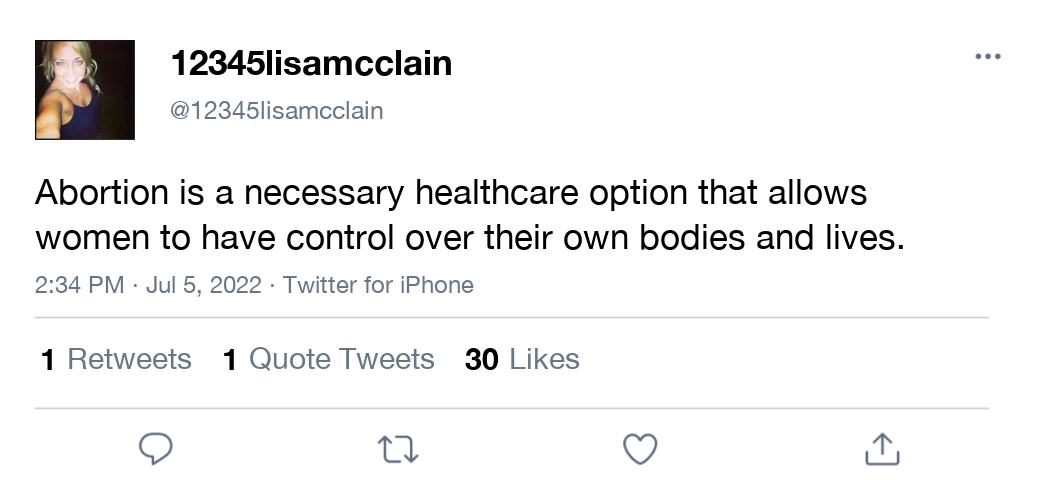 12345lisamcclain
@12345lisamcclain
Abortion is a necessary healthcare option that allows
women to have control over their own bodies and lives.
2:34 PM · Jul 5, 2022 · Twitter for iPhone
1 Retweets 1 Quote Tweets 30 Likes